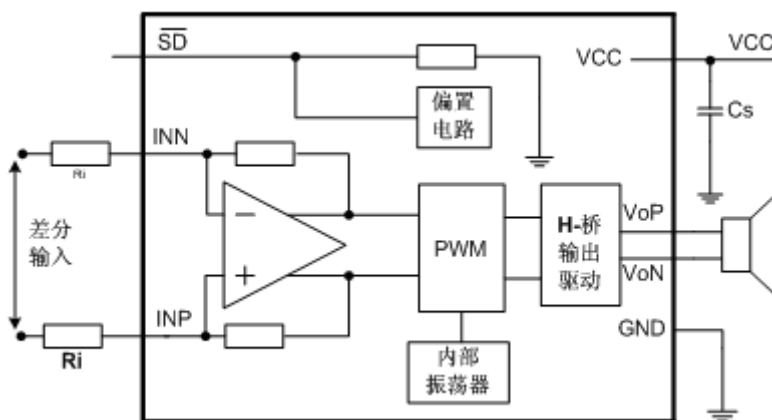 SD
VCC
VCC
偏置
电路
Cs
INN
Ri
差分
输入
PWM
H-桥
输出
驱动
VoP
VoN
INP
Ri
GND
内部
振荡器